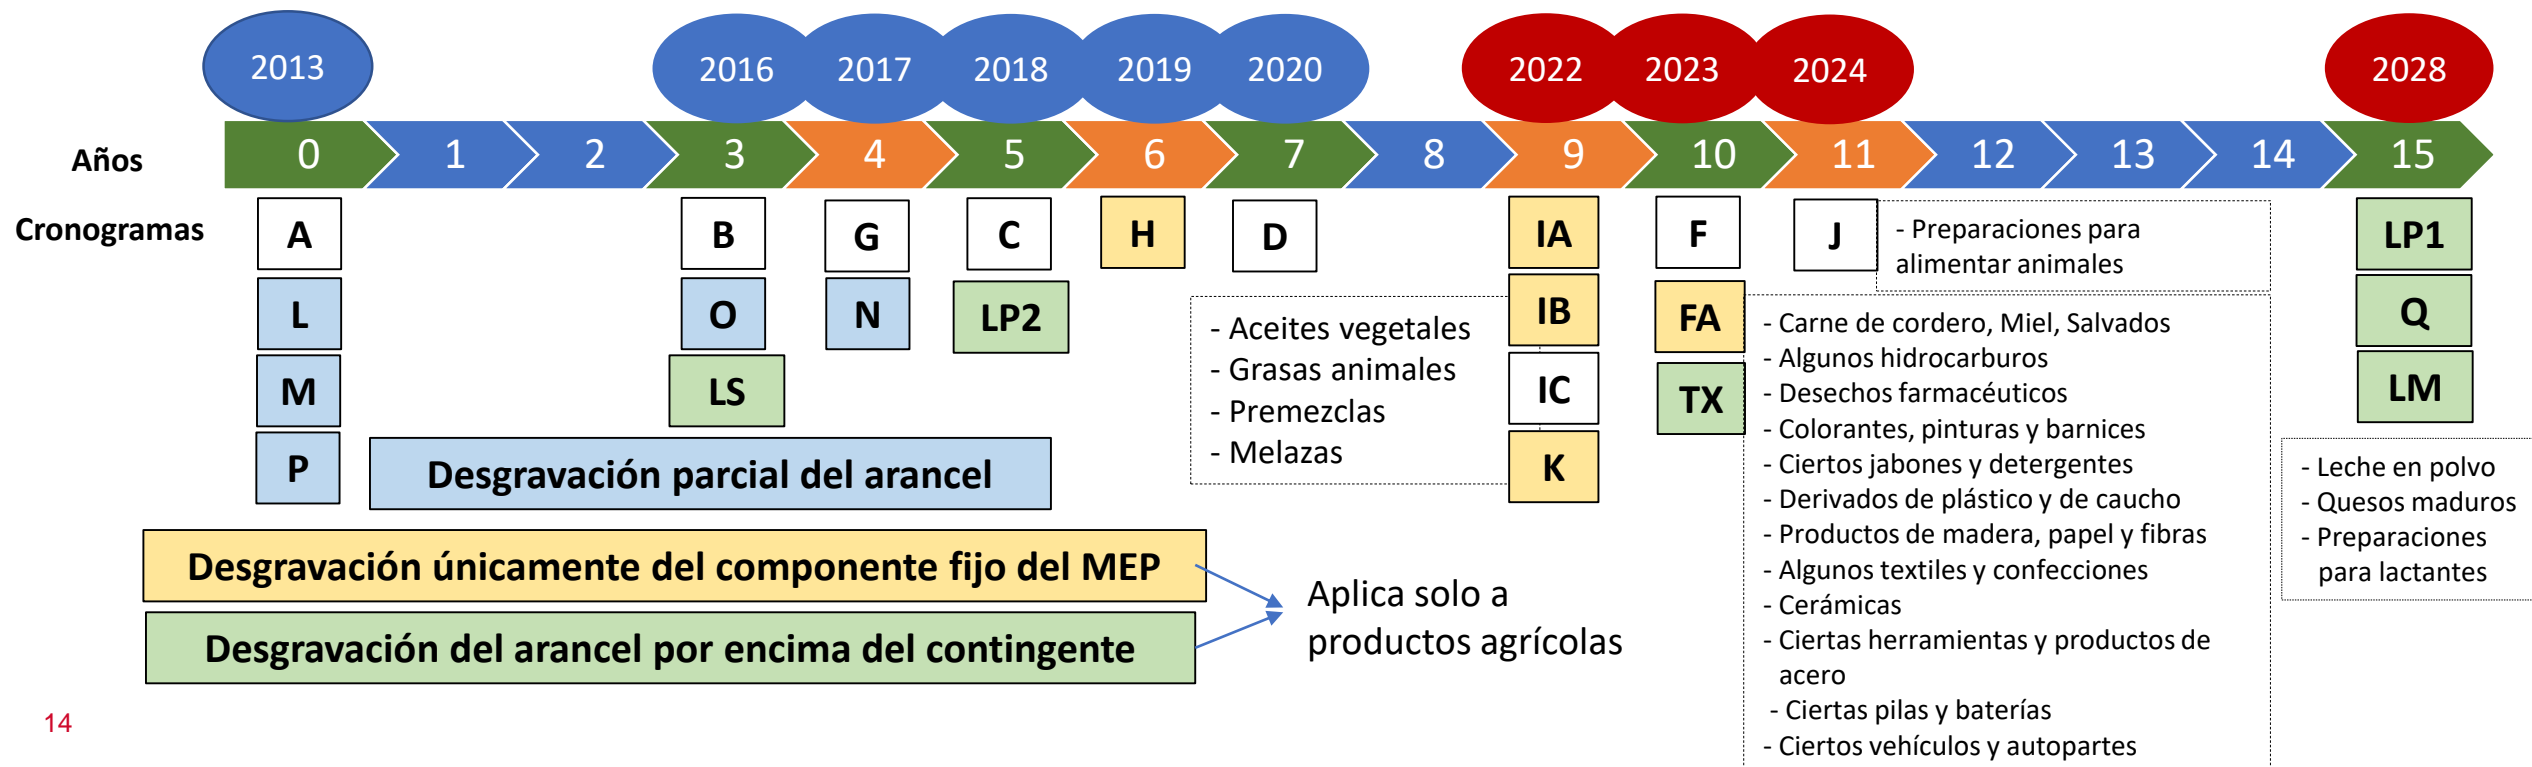 2013
2016
2017
2018
2019
2020
2022
2023
2024
2028
Años
0
1
2
3
4
5
6
7
8
9
10
11
12
13
14
15
Cronogramas
A
L
M
P
B
O
LS
G
N
C
LP2
H
D
- Aceites vegetales
- Grasas animales
- Premezclas
- Melazas
IA
IB
IC
K
F
FA
TX
J
- Preparaciones para
alimentar animales
- Carne de cordero, Miel, Salvados
- Algunos hidrocarburos
- Desechos farmacéuticos
- Colorantes, pinturas y barnices
- Ciertos jabones y detergentes
- Derivados de plástico y de caucho
- Productos de madera, papel y fibras
- Algunos textiles y confecciones
- Cerámicas
- Ciertas herramientas y productos de
acero
- Ciertas pilas y baterías
- Ciertos vehículos y autopartes
LP1
Q
LM
- Leche en polvo
- Quesos maduros
- Preparaciones
para lactantes
Desgravación parcial del arancel
Desgravación únicamente del componente fijo del MEP
Desgravación del arancel por encima del contingente
Aplica solo a
productos agrícolas
14